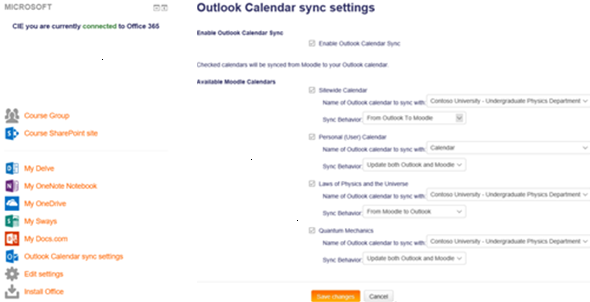 MICROSOFT
CIE you are currently connected to Office 365
Course Group
Course SharePoint site
My Delve
My OneNote Notebook
My OneDrive
My Sways
My Docs.com
Outlook Calendar sync settings
Edit settings
Install Office
Outlook Calendar sync settings
Enable Outlook Calendar Sync
Enable Outlook Calendar Sync
Checked calendars will be synced from Moodle to your Outlook calendar.
Available Moodle Calendars
Sitewide Calendar
Name of Outlook calendar to sync with: Contoso University - Undergraduate Physics Department
Sync Behavior: From Outlook To Moodle
Personal (User) Calendar
Name of Outlook calendar to sync with: Calendar
Sync Behavior: Update both Outlook and Moodle
Laws of Physics and the Universe
Name of Outlook calendar to sync with: Contoso University - Undergraduate Physics Department
Sync Behavior: From Moodle to Outlook
Quantum Mechanics
Name of Outlook calendar to sync with: Contoso University - Undergraduate Physics Department
Sync Behavior: Update both Outlook and Moodle
Save changes Cancel